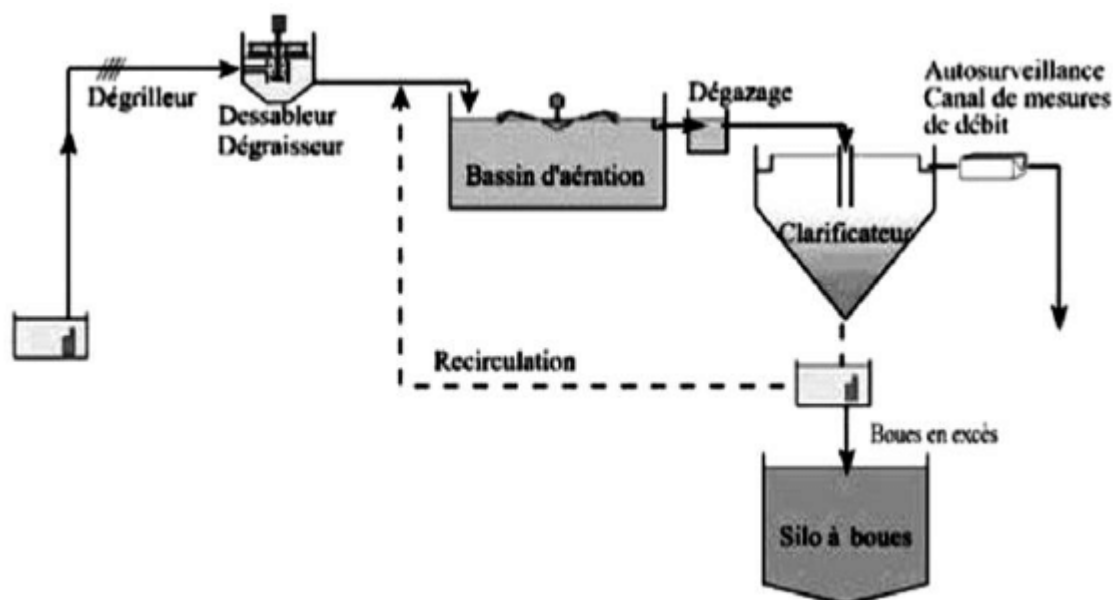 Dégrilleur
Dessableur
Dégraisseur
Bassin d'aération
Dégazage
Clarificateur
Autosurveillance
Canal de mesures
de débit
Recirculation
Boues en excès
Silo à boues